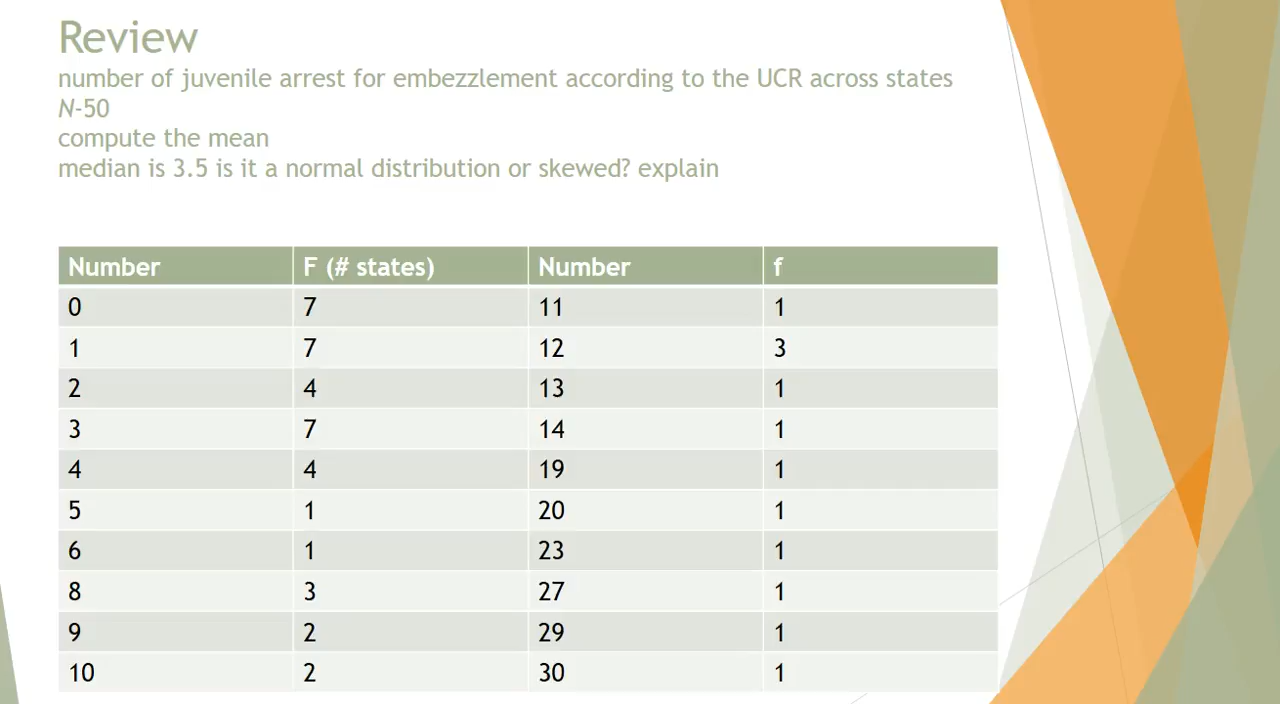 Review
number of juvenile arrest for embezzlement according to the UCR across states
N-50
compute the mean
median is 3.5 is it a normal distribution or skewed? explain
Number F (# states) Number f
0 7 11 1
1 7 12 3
2 4 13 1
3 7 14 1
4 4 19 1
5 1 20 1
6 1 23 1
8 3 27 1
9 2 29 1
10 2 30 1